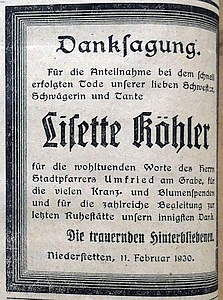 Danksagung.
Für die Anteilnahme bei dem schnell
erfolgten Tode unserer lieben Schwester,
Schwägerin und Tante
Lisette Köhler
für die wohltuenden Worte des Herrn
Stadtpfarrers Umfried am Grabe, für
die vielen Kranz- und Blumenspenden
und für die zahlreiche Begleitung zur
letzten Ruhestätte unsern innigsten Dank.
Die trauernden Hinterbliebenen.
Niederstetten, 11. Februar 1930.